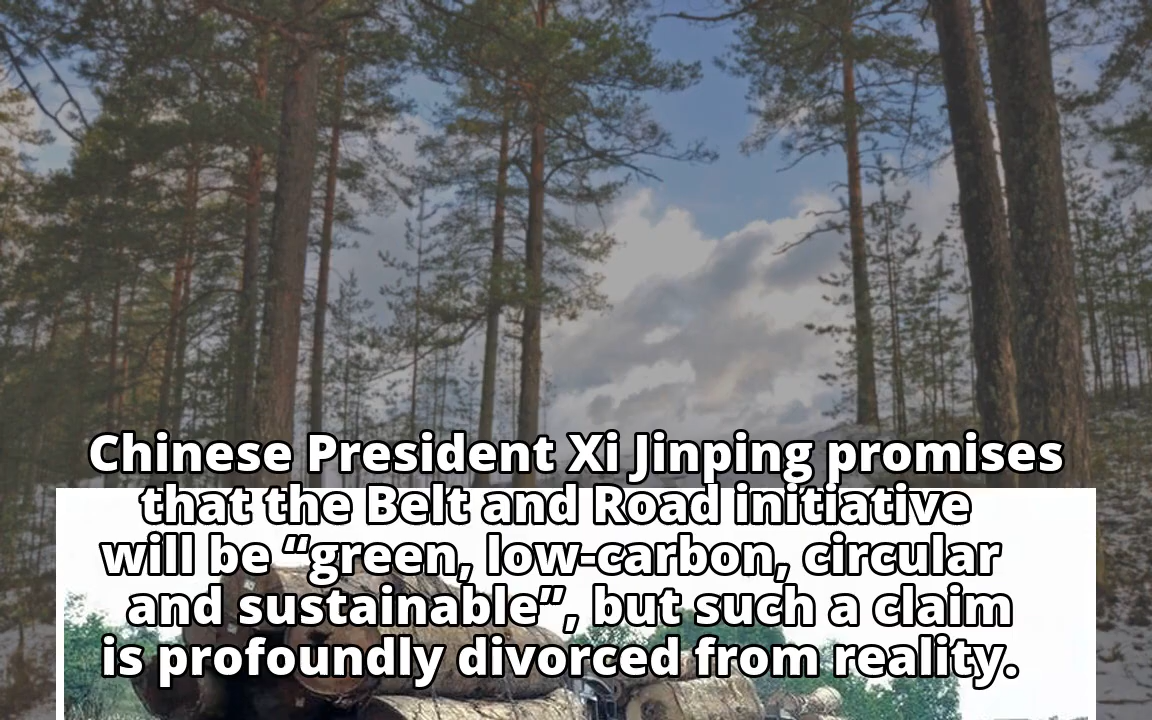 Chinese President Xi Jinping promises
that the Belt and Road initiative
will be “green, low-carbon, circular
and sustainable”, but such a claim
is profoundly divorced from reality.